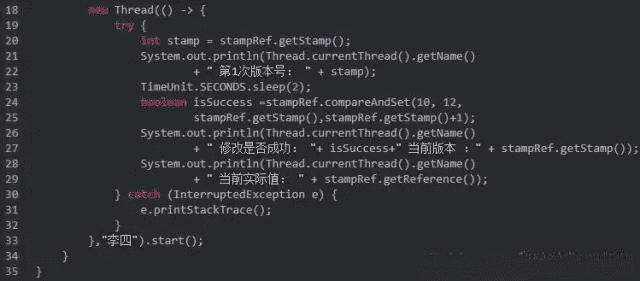 18 new Thread(() -> {
19 try {
20 int stamp = stampRef.getStamp();
21 System.out.println(Thread.currentThread().getName()
22 + " 第1次版本号: " + stamp);
23 TimeUnit.SECONDS.sleep(2);
24 boolean isSuccess =stampRef.compareAndSet(10, 12,
25 stampRef.getStamp(),stampRef.getStamp()+1);
26 System.out.println(Thread.currentThread().getName()
27 + " 修改是否成功: "+ isSuccess+" 当前版本 :" + stampRef.getStamp());
28 System.out.println(Thread.currentThread().getName()
29 + " 当前实际值: " + stampRef.getReference());
30 } catch (InterruptedException e) {
31 e.printStackTrace();
32 }
33 },"李四").start();
34 }
35 }